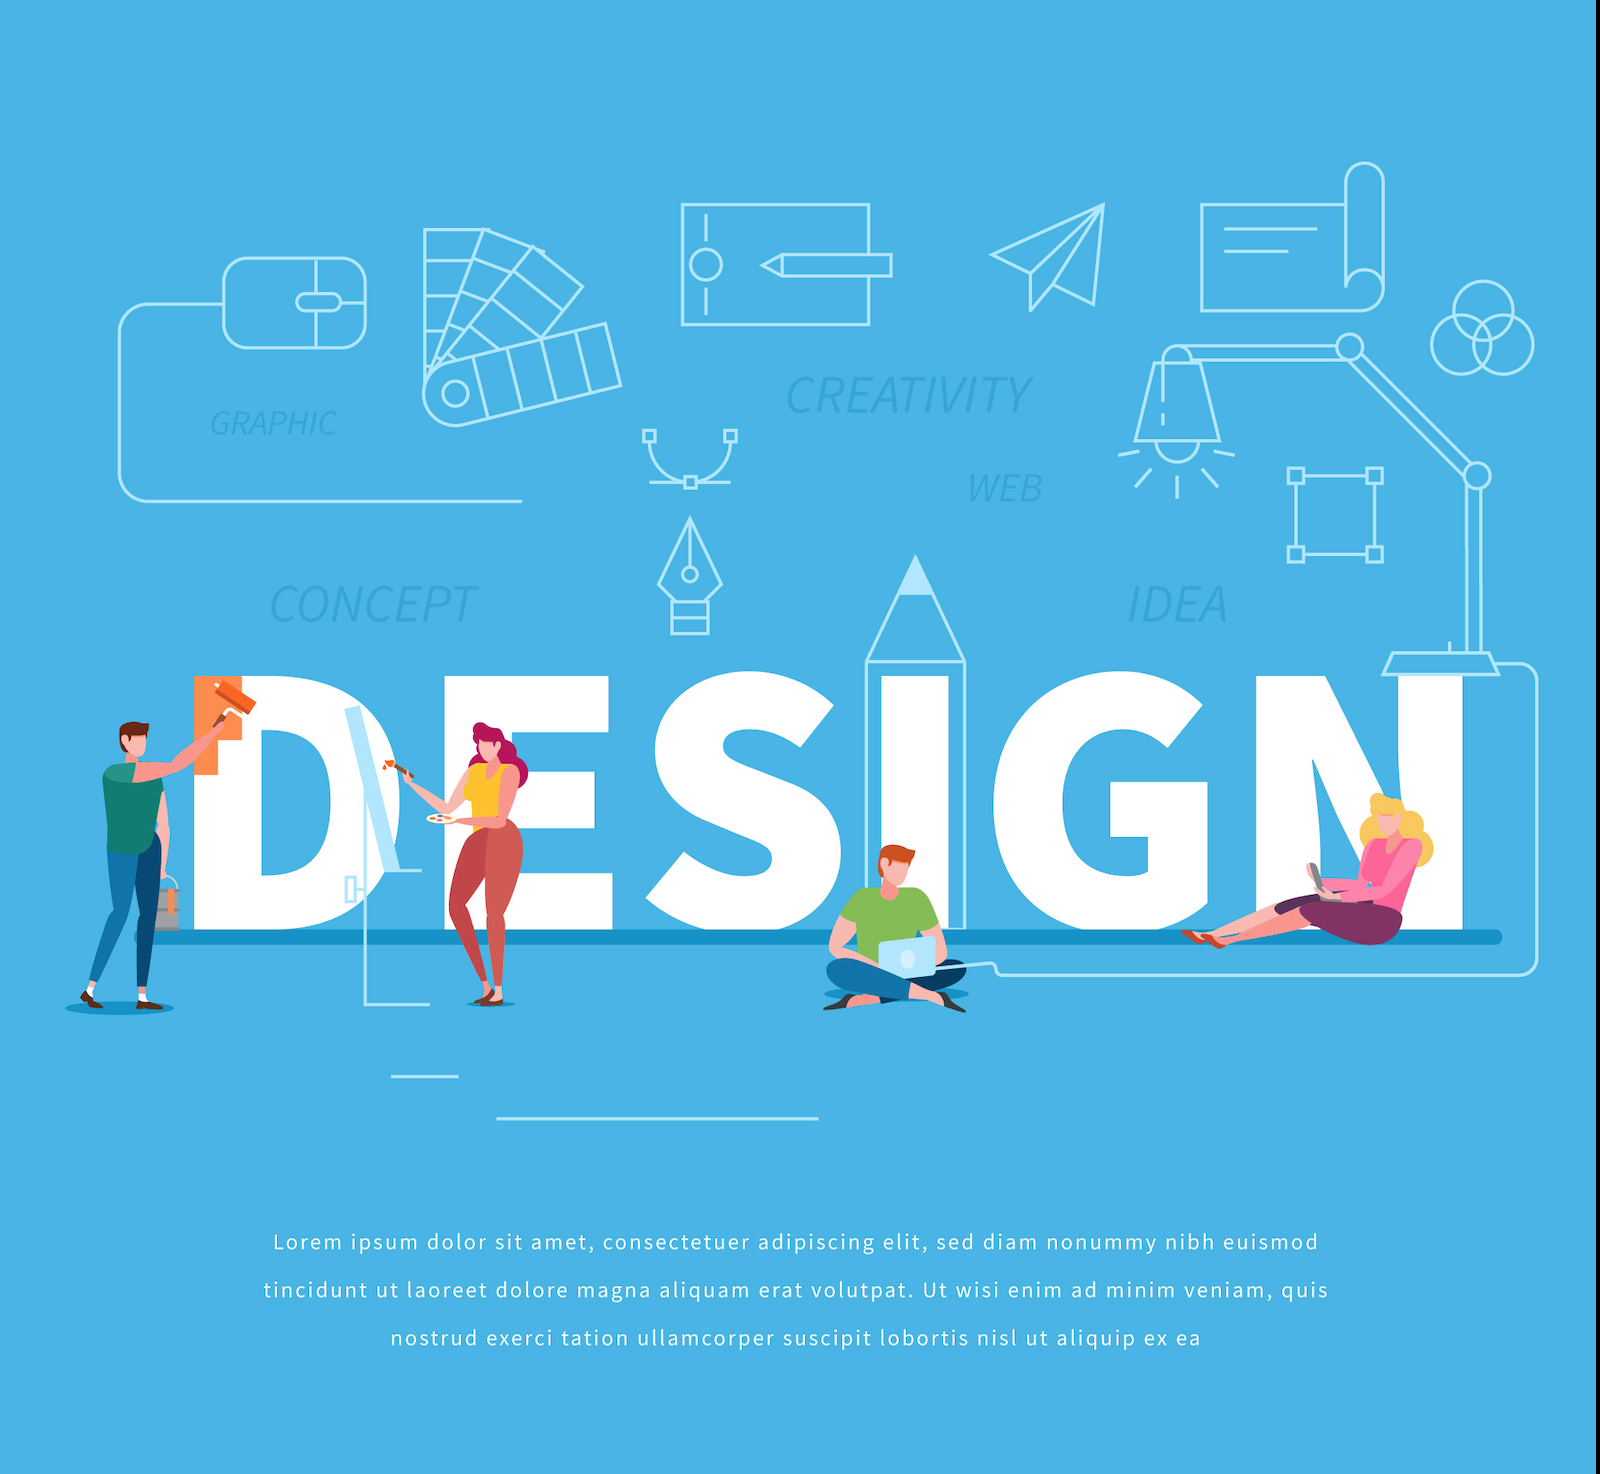 CREATIVITY
GRAPHIC
WEB
CONCEPT
IDEA
DESIGN
Lorem ipsum dolor sit amet, consectetuer adipiscing elit, sed diam nonummy nibh euismod
tincidunt ut laoreet dolore magna aliquam erat volutpat. Ut wisi enim ad minim veniam, quis
nostrud exerci tation ullamcorper suscipit lobortis nisl ut aliquip ex ea